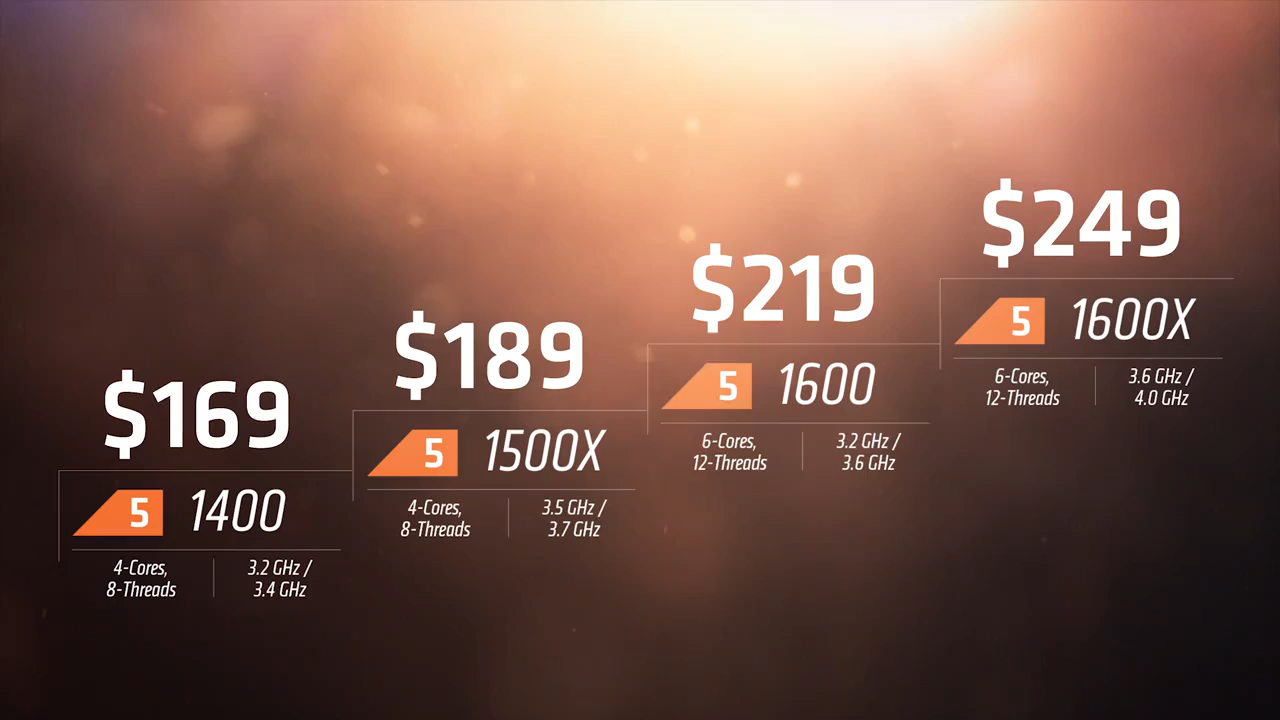 $169
5 1400
4-Cores,
8-Threads
3.2 GHz /
3.4 GHz
$189
5 1500X
4-Cores,
8-Threads
3.5 GHz /
3.7 GHz
$219
5 1600
6-Cores,
12-Threads
3.2 GHz /
3.6 GHz
$249
5 1600X
6-Cores,
12-Threads
3.6 GHz /
4.0 GHz